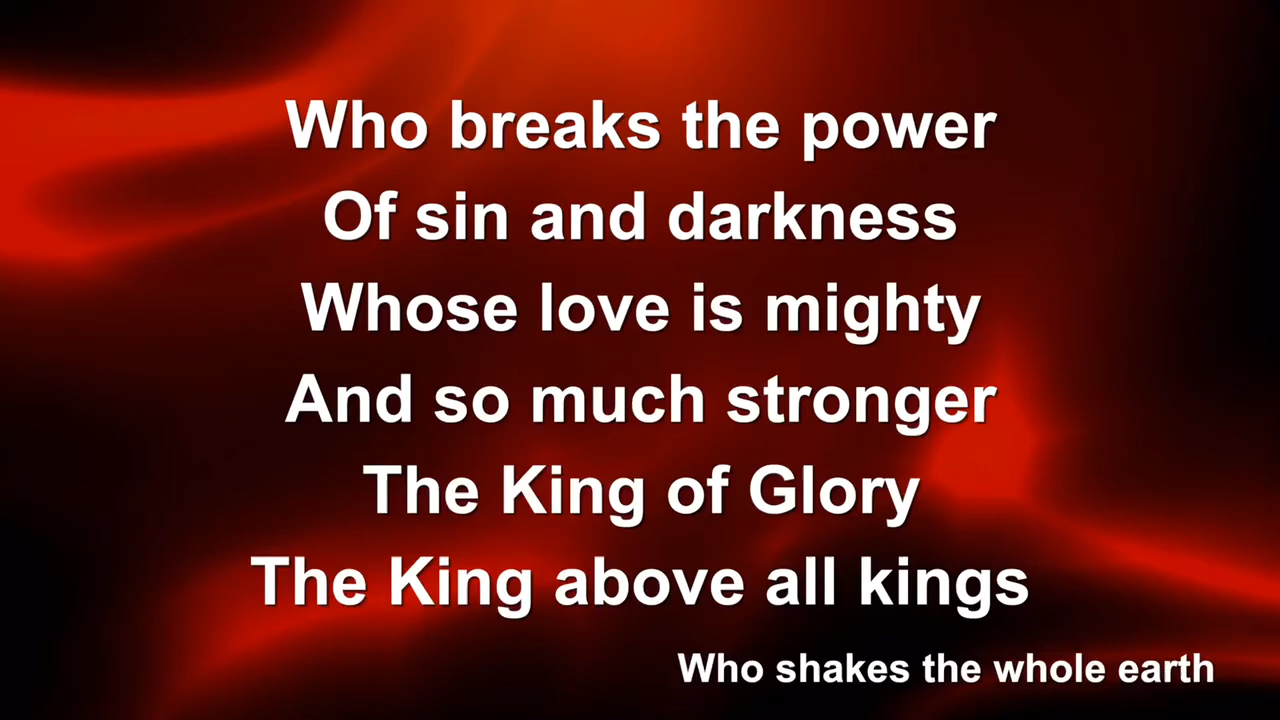 Who breaks the power
Of sin and darkness
Whose love is mighty
And so much stronger
The King of Glory
The King above all kings
Who shakes the whole earth